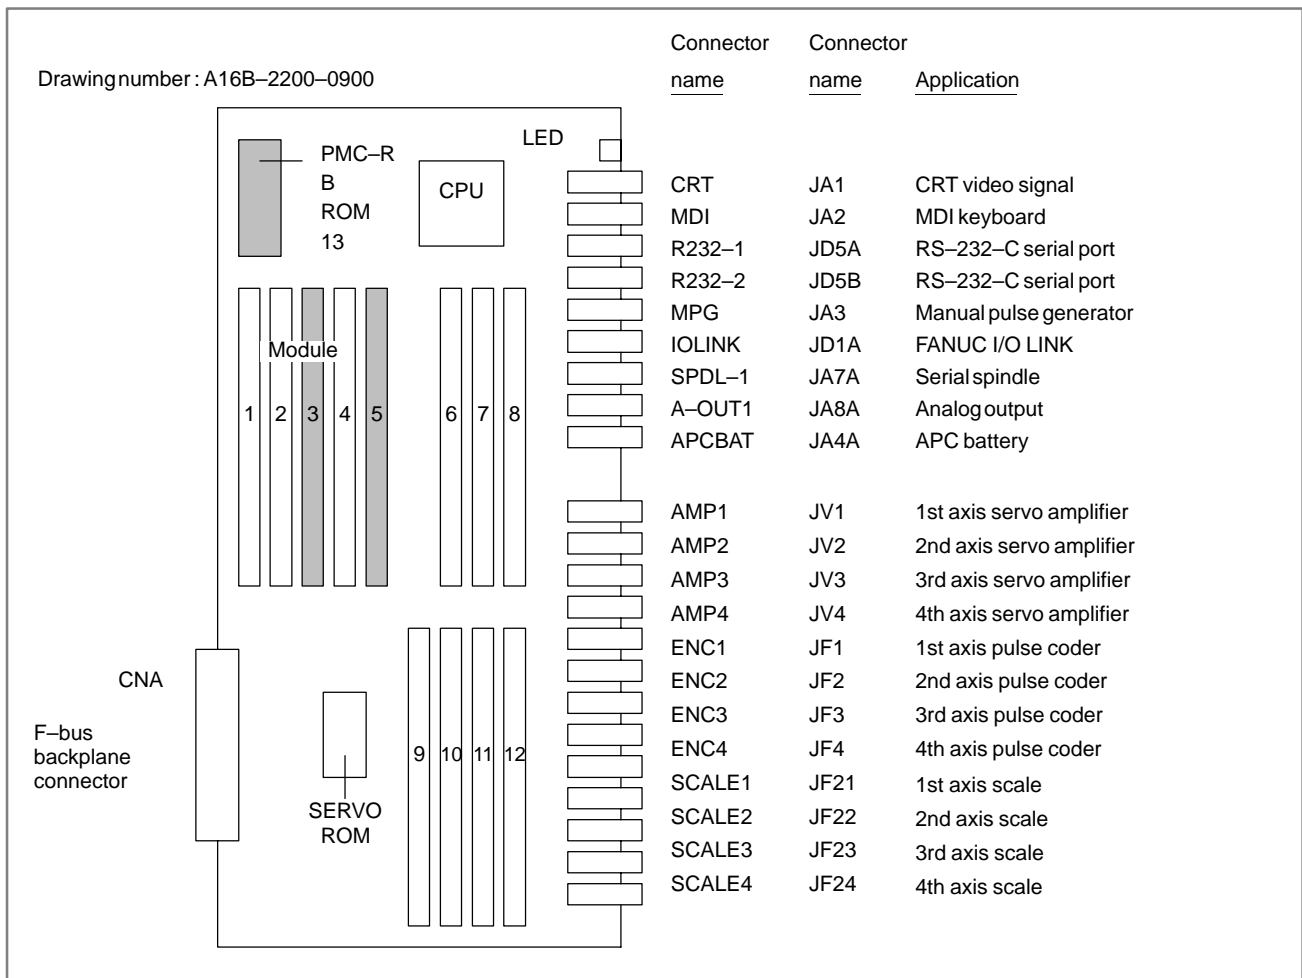 Connector Connector
Drawing number : A16B–2200–0900
name name Application
LED
PMC–R
B
ROM
13
CPU
CRT JA1 CRT video signal
MDI JA2 MDI keyboard
R232–1 JD5A RS–232–C serial port
R232–2 JD5B RS–232–C serial port
MPG JA3 Manual pulse generator
IOLINK JD1A FANUC I/O LINK
SPDL–1 JA7A Serial spindle
A–OUT1 JA8A Analog output
APCBAT JA4A APC battery
Module
1 2 3 4 5 6 7 8
AMP1 JV1 1st axis servo amplifier
AMP2 JV2 2nd axis servo amplifier
AMP3 JV3 3rd axis servo amplifier
AMP4 JV4 4th axis servo amplifier
ENC1 JF1 1st axis pulse coder
ENC2 JF2 2nd axis pulse coder
ENC3 JF3 3rd axis pulse coder
ENC4 JF4 4th axis pulse coder
SCALE1 JF21 1st axis scale
SCALE2 JF22 2nd axis scale
SCALE3 JF23 3rd axis scale
SCALE4 JF24 4th axis scale
CNA
F–bus
backplane
connector
9 10 11 12
SERVO
ROM